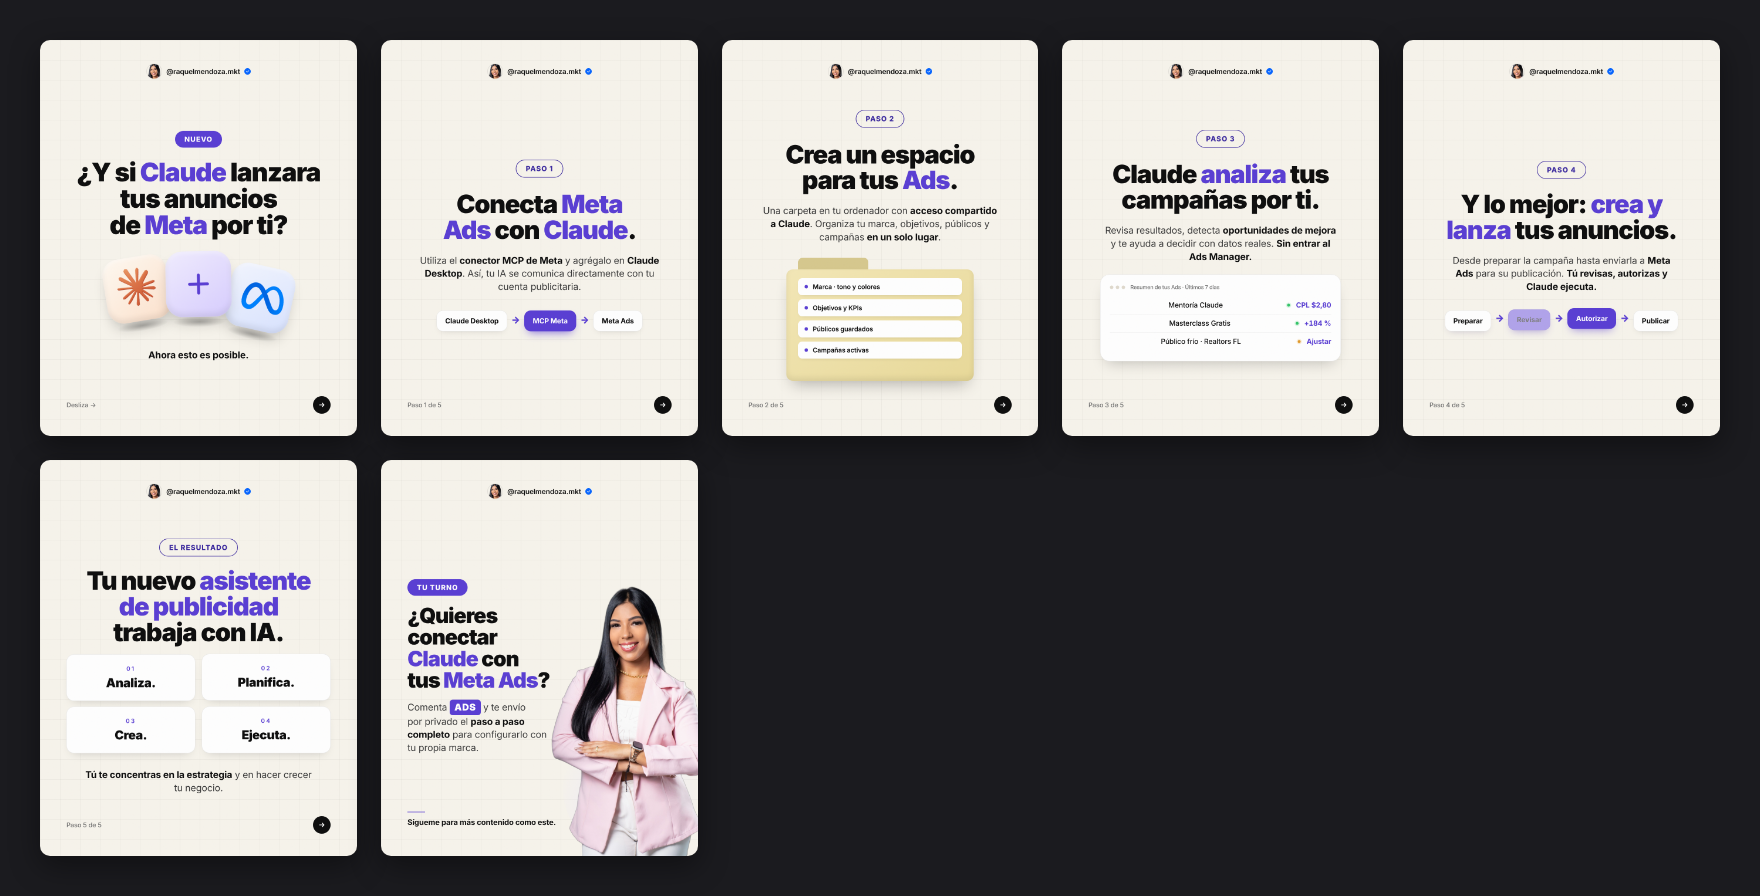 @raquelmendoza.mkt
NUEVO
¿Y si Claude lanzara
tus anuncios
de Meta por ti?
Ahora esto es posible.
Desliza →
@raquelmendoza.mkt
PASO 1
Conecta Meta
Ads con Claude.
Utiliza el conector MCP de Meta y agrégalo en Claude
Desktop. Así, tu IA se comunica directamente con tu
cuenta publicitaria.
Claude Desktop → MCP Meta → Meta Ads
Paso 1 de 5
@raquelmendoza.mkt
PASO 2
Crea un espacio
para tus Ads.
Una carpeta en tu ordenador con acceso compartido
a Claude. Organiza tu marca, objetivos, públicos y
campañas en un solo lugar.
Marca · tono y colores
Objetivos y KPIs
Públicos guardados
Campañas activas
Paso 2 de 5
@raquelmendoza.mkt
PASO 3
Claude analiza tus
campañas por ti.
Revisa resultados, detecta oportunidades de mejora
y te ayuda a decidir con datos reales. Sin entrar al
Ads Manager.
Resumen de tus Ads · Últimos 7 días
Mentoría Claude CPL $2,80
Masterclass Gratis +184 %
Público frío · Realtors FL Ajustar
Paso 3 de 5
@raquelmendoza.mkt
PASO 4
Y lo mejor: crea y
lanza tus anuncios.
Desde preparar la campaña hasta enviarla a Meta
Ads para su publicación. Tú revisas, autorizas y
Claude ejecuta.
Preparar → Revisar → Autorizar → Publicar
Paso 4 de 5
@raquelmendoza.mkt
EL RESULTADO
Tu nuevo asistente
de publicidad
trabaja con IA.
01
Analiza.
02
Planifica.
03
Crea.
04
Ejecuta.
Tú te concentras en la estrategia y en hacer crecer
tu negocio.
Paso 5 de 5
@raquelmendoza.mkt
TU TURNO
¿Quieres
conectar
Claude con
tus Meta Ads?
Comenta ADS y te envío
por privado el paso a paso
completo para configurarlo con
tu propia marca.
Sígueme para más contenido como este.